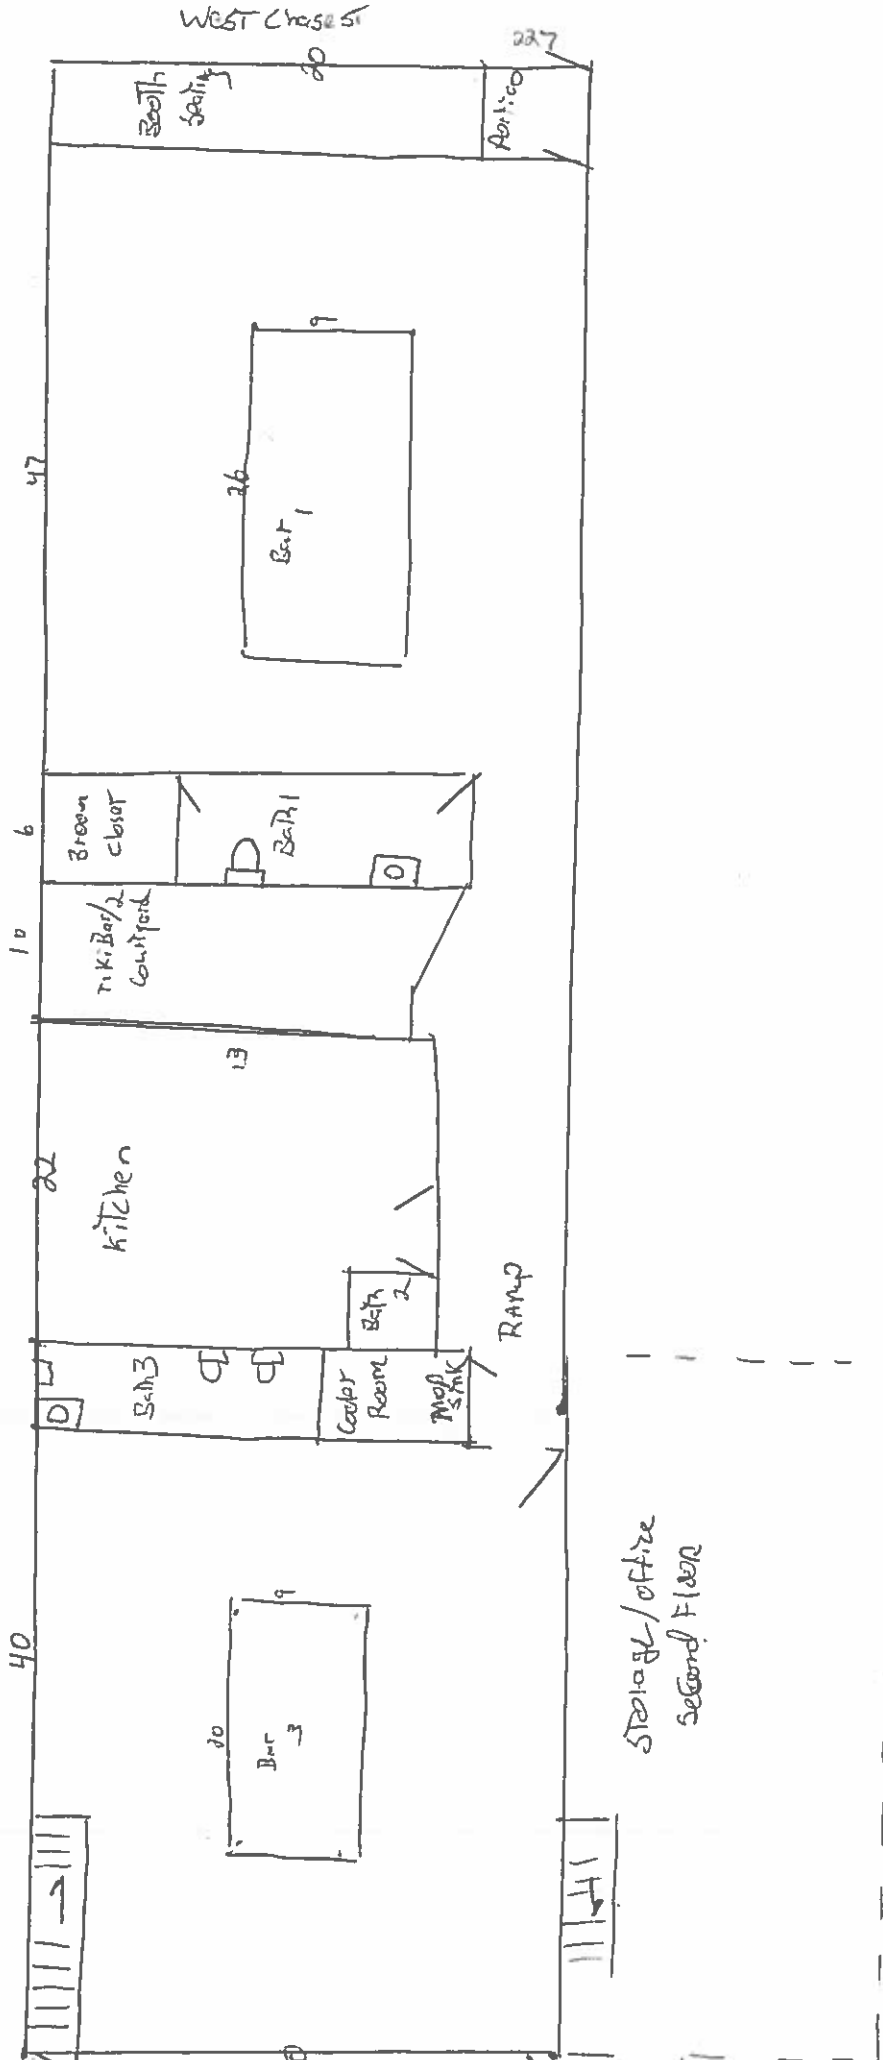 WEST Chase St
227
20
Booth
Seating
Portico
47
9
26
Bar
1
6
Broom
closet
Bath 1
10
Tiki Bar/2
Courtyard
13
22
Kitchen
Bath
2
RAMP
Bath 3
Cooler
Room
Mop
Sink
40
9
20
Bar
3
Storage/office
Second Floor